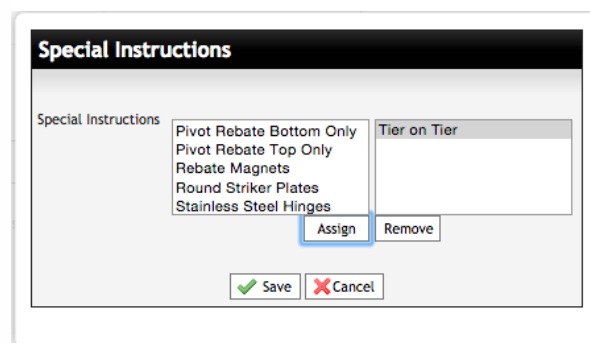 Special Instructions
Special Instructions
Pivot Rebate Bottom Only
Pivot Rebate Top Only
Rebate Magnets
Round Striker Plates
Stainless Steel Hinges
Tier on Tier
Assign
Remove
Save
Cancel